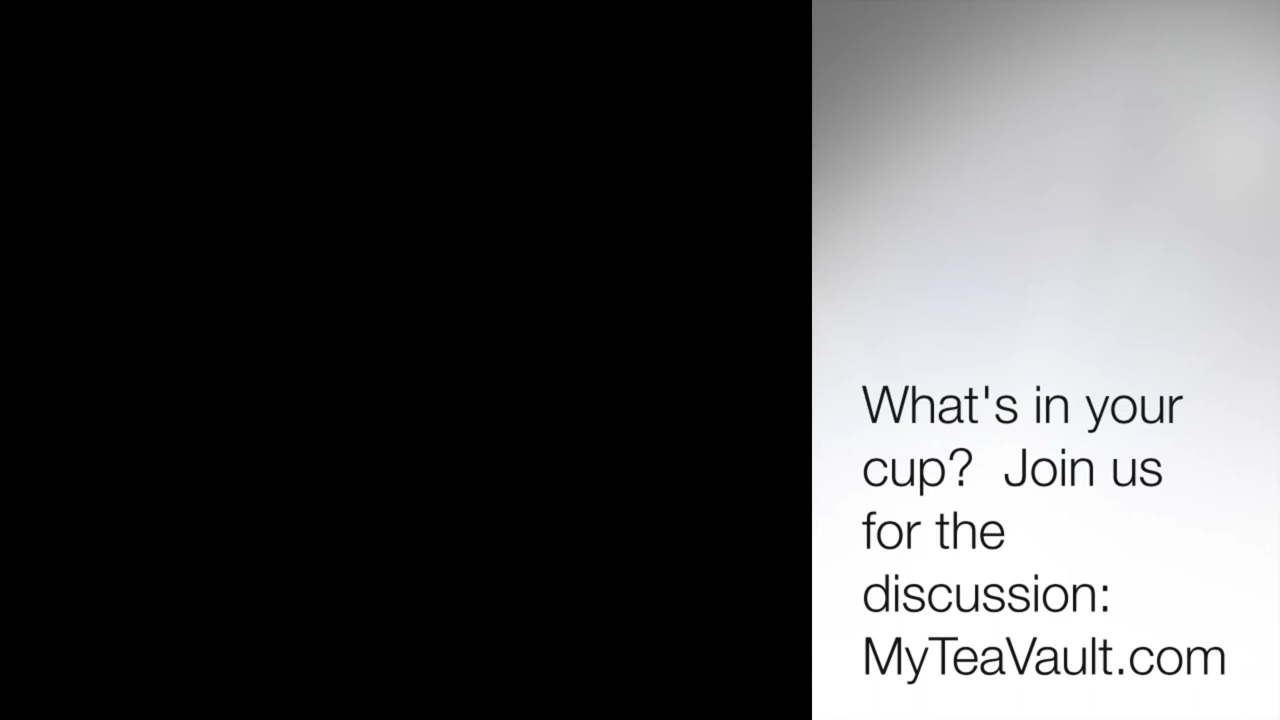 What's in your
cup?  Join us
for the
discussion:
MyTeaVault.com